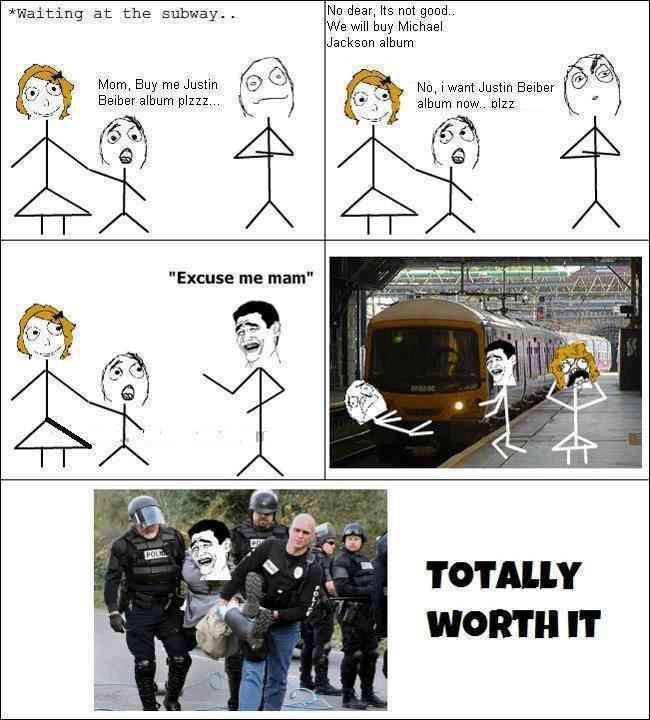 *Waiting at the subway..
Mom, Buy me Justin
Beiber album plzzz...
No dear, Its not good..
We will buy Michael
Jackson album
No, i want Justin Beiber
album now.. plzz
"Excuse me mam"
POLICE
TOTALLY
WORTH IT